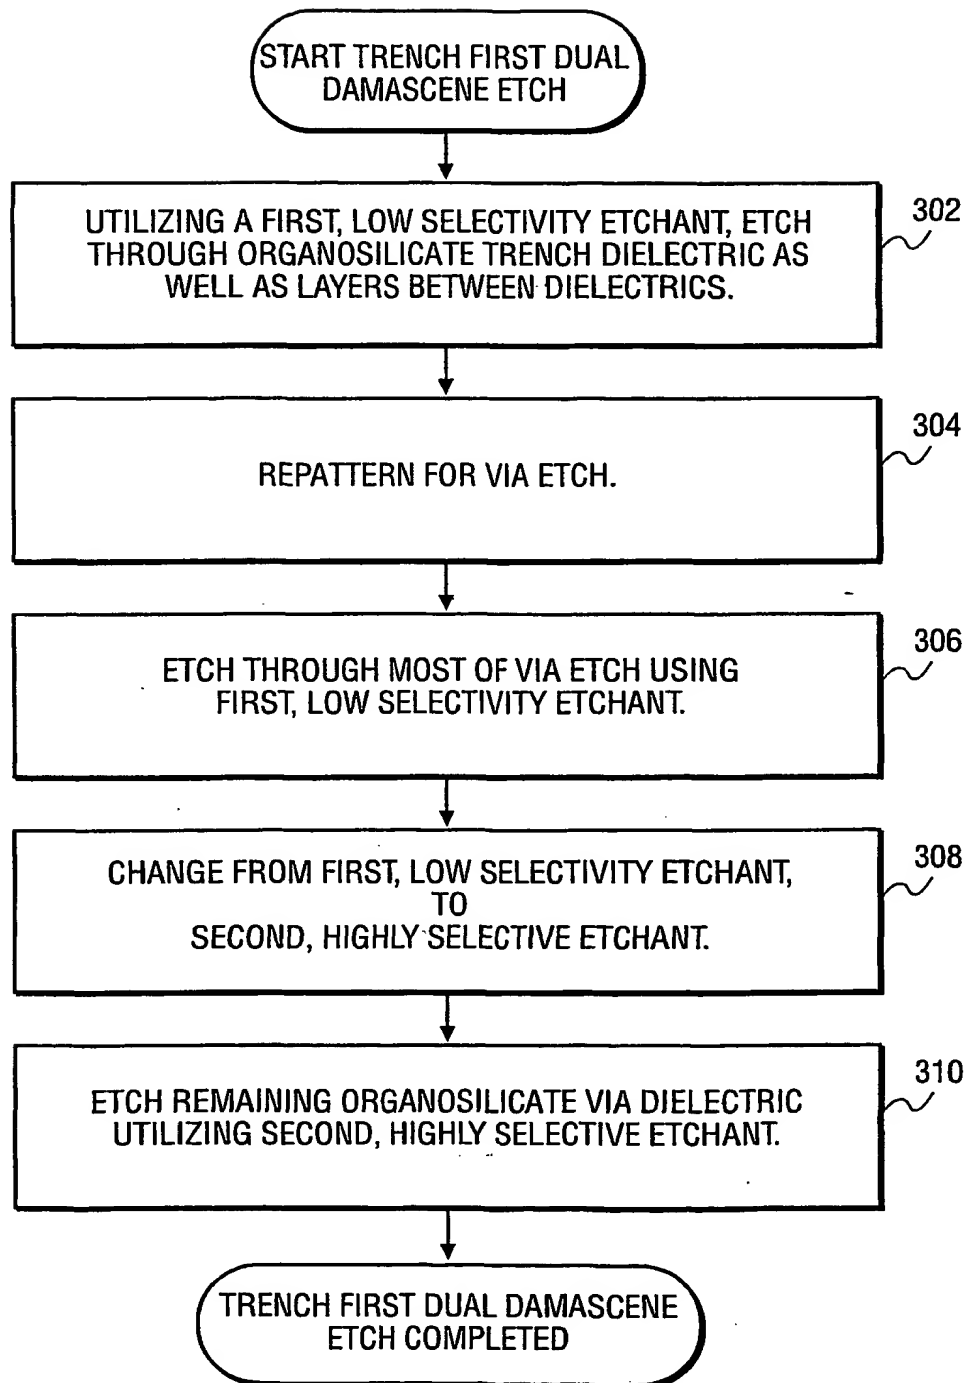 START TRENCH FIRST DUAL
DAMASCENE ETCH
302
UTILIZING A FIRST, LOW SELECTIVITY ETCHANT, ETCH
THROUGH ORGANOSILICATE TRENCH DIELECTRIC AS
WELL AS LAYERS BETWEEN DIELECTRICS.
304
REPATTERN FOR VIA ETCH.
306
ETCH THROUGH MOST OF VIA ETCH USING
FIRST, LOW SELECTIVITY ETCHANT.
308
CHANGE FROM FIRST, LOW SELECTIVITY ETCHANT,
TO
SECOND, HIGHLY SELECTIVE ETCHANT.
310
ETCH REMAINING ORGANOSILICATE VIA DIELECTRIC
UTILIZING SECOND, HIGHLY SELECTIVE ETCHANT.
TRENCH FIRST DUAL DAMASCENE
ETCH COMPLETED